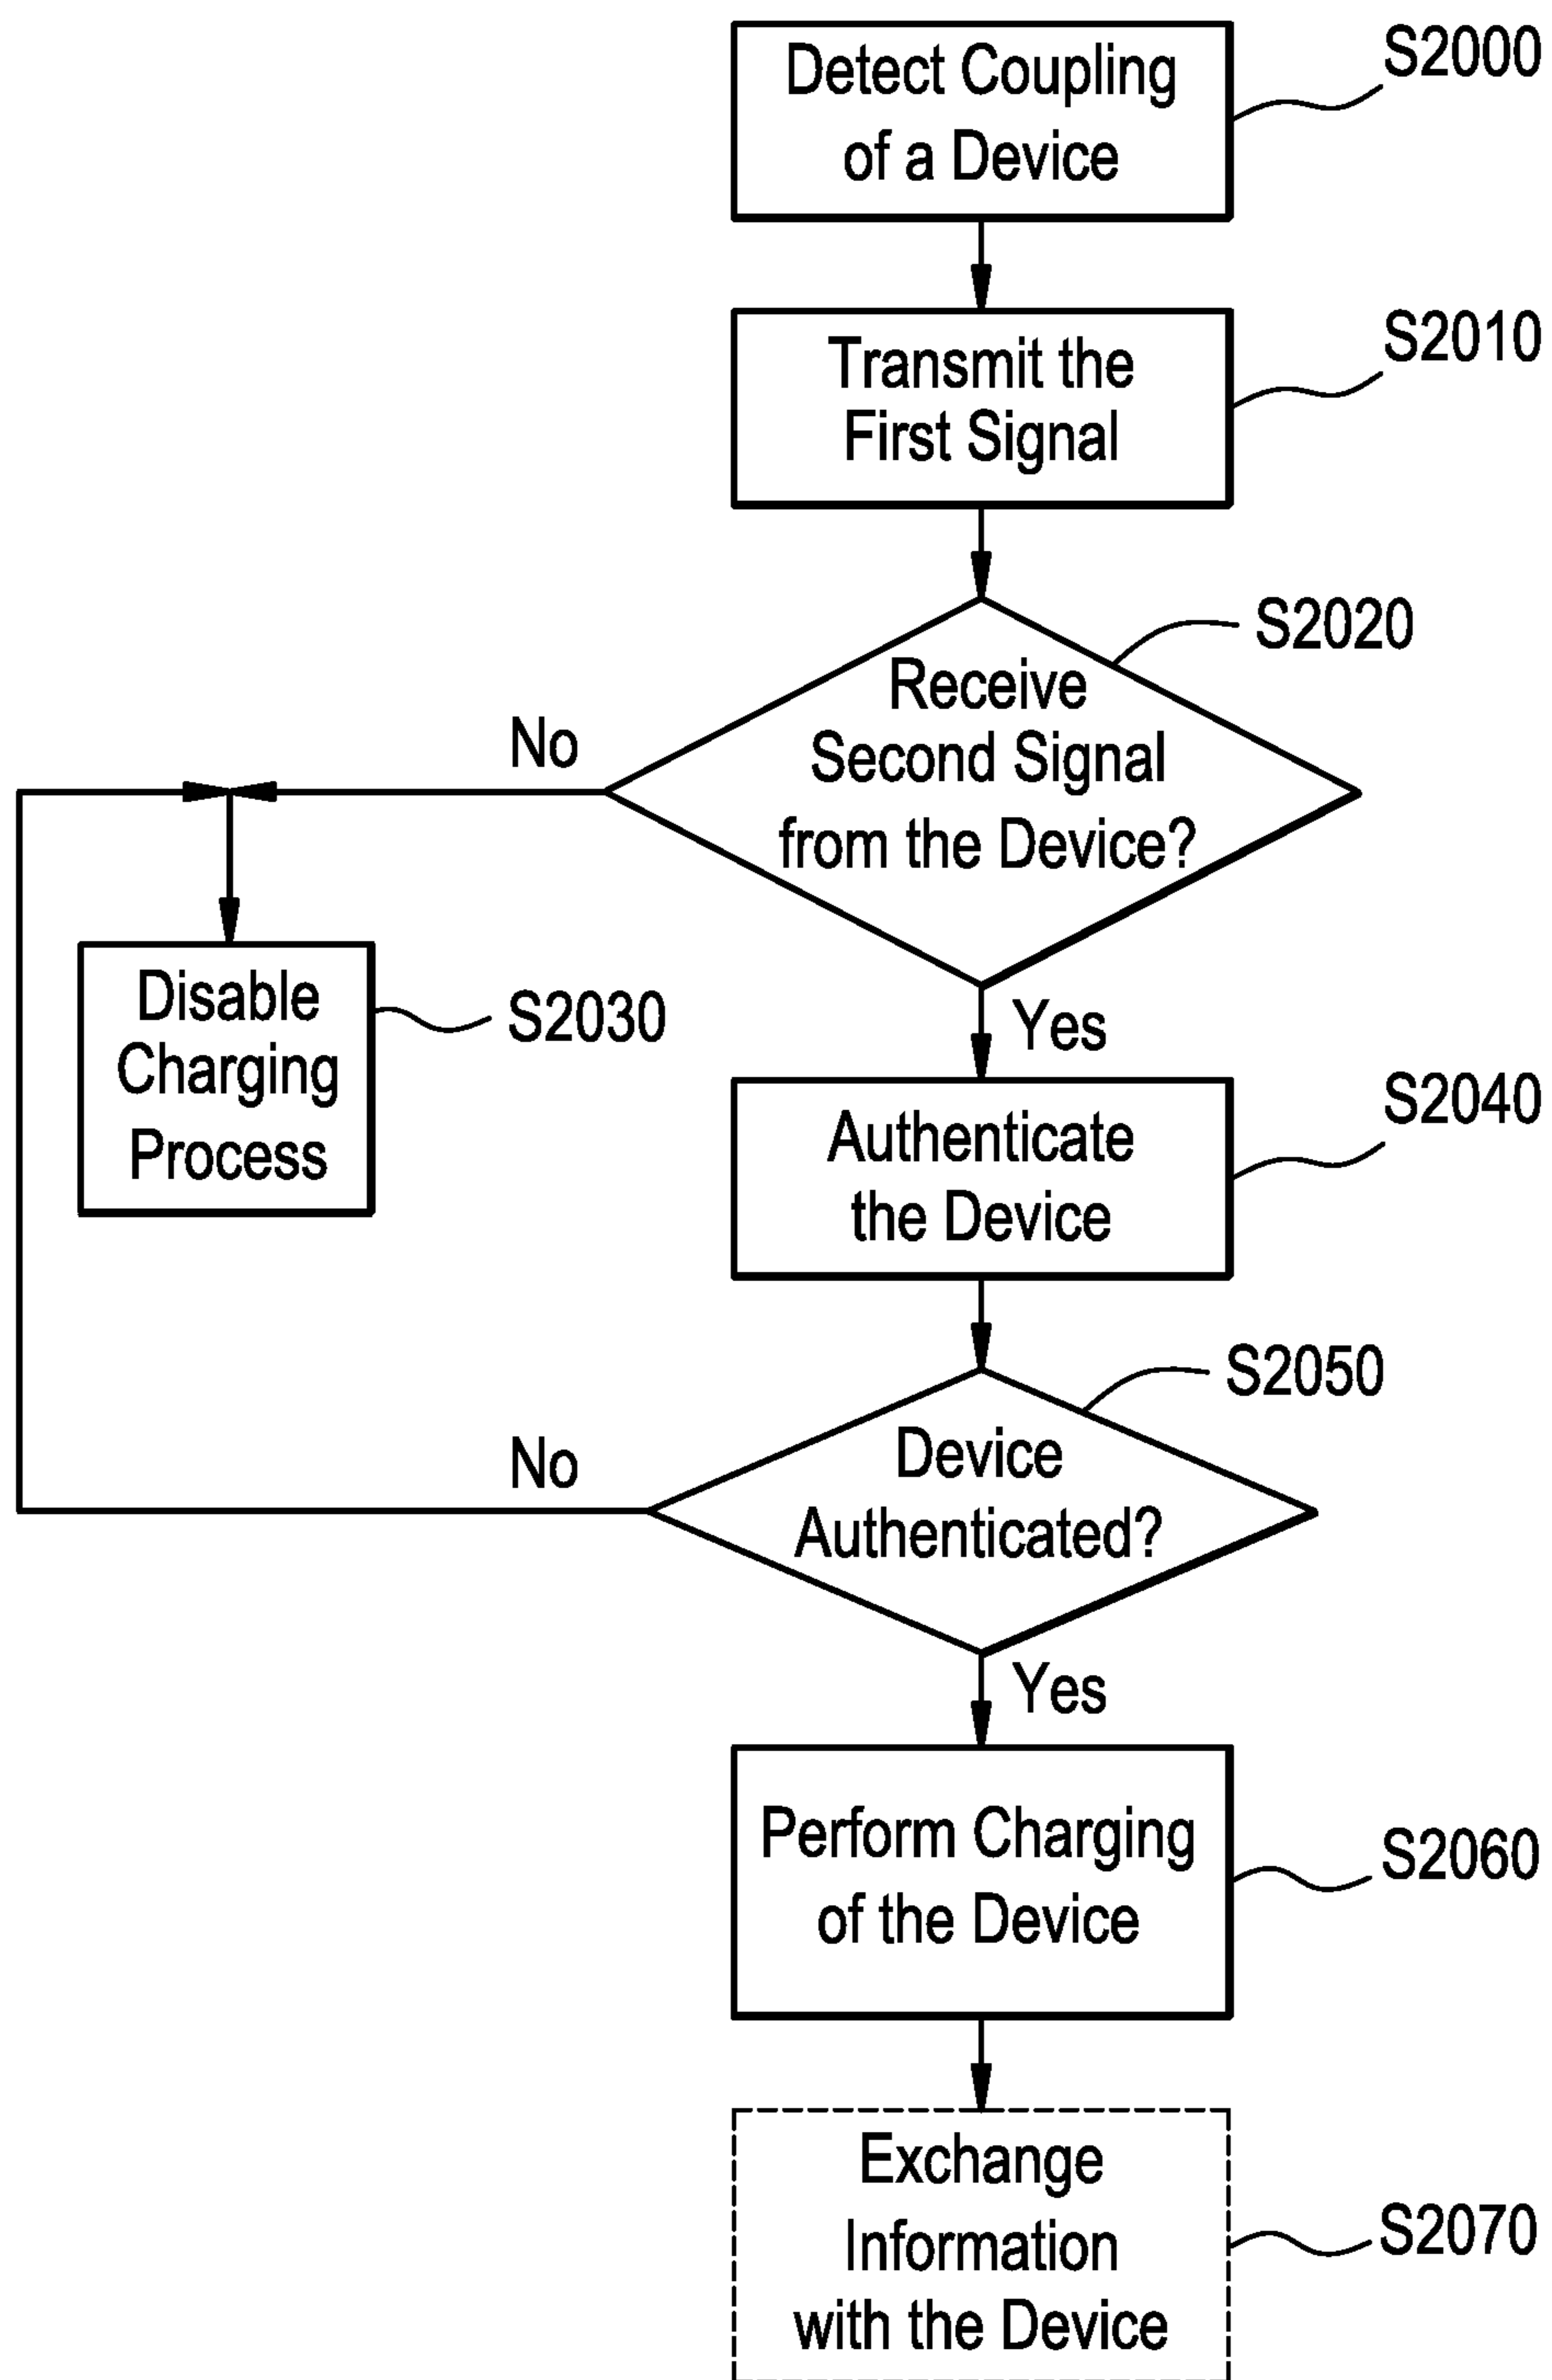 Detect Coupling
of a Device
S2000
Transmit the
First Signal
S2010
Receive
Second Signal
from the Device?
S2020
No
Disable
Charging
Process
S2030
Yes
Authenticate
the Device
S2040
Device
Authenticated?
S2050
No
Yes
Perform Charging
of the Device
S2060
Exchange
Information
with the Device
S2070